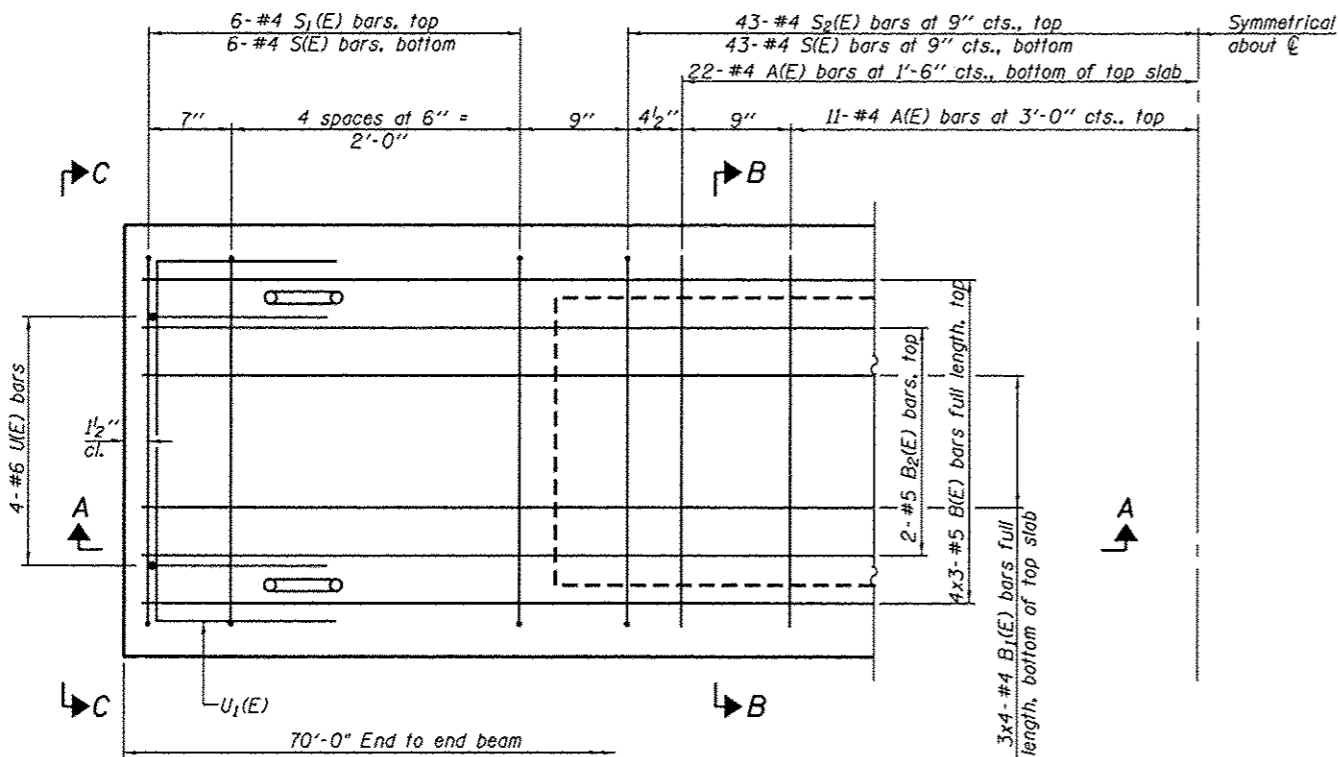 6- #4 S1(E) bars, top
6- #4 S(E) bars, bottom
43- #4 S2(E) bars at 9" cts., top
43- #4 S(E) bars at 9" cts., bottom
Symmetrical
about ℄
22- #4 A(E) bars at 1'-6" cts., bottom of top slab
7"
4 spaces at 6" =
2'-0"
9"
4½"
9"
11- #4 A(E) bars at 3'-0" cts., top
C
B
4- #6 U(E) bars
1½"
cl.
A
2- #5 B2(E) bars, top
4x3- #5 B(E) bars full length, top
3x4- #4 B1(E) bars full
length, bottom of top slab
A
C
U1(E)
B
70'-0" End to end beam